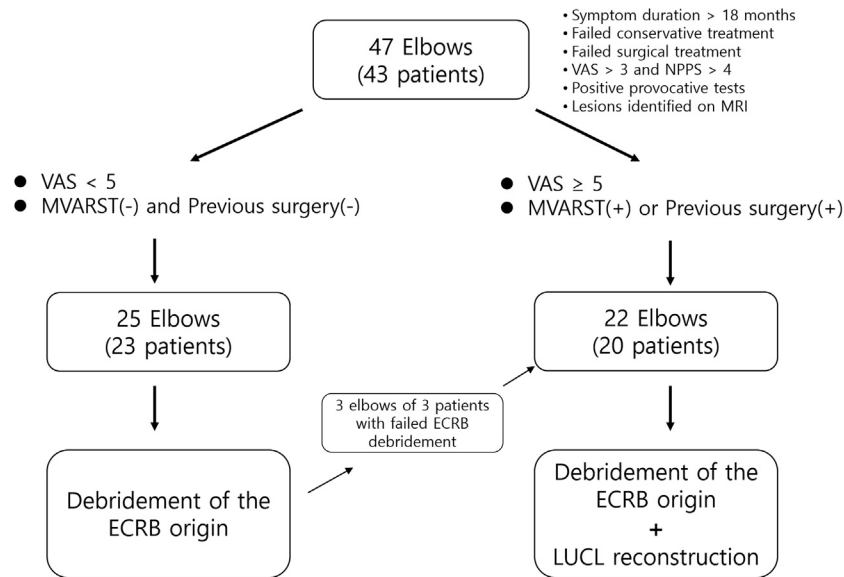 47 Elbows
(43 patients)
• Symptom duration > 18 months
• Failed conservative treatment
• Failed surgical treatment
• VAS > 3 and NPPS > 4
• Positive provocative tests
• Lesions identified on MRI
● VAS < 5
● MVARST(-) and Previous surgery(-)
● VAS ≥ 5
● MVARST(+) or Previous surgery(+)
25 Elbows
(23 patients)
22 Elbows
(20 patients)
3 elbows of 3 patients
with failed ECRB
debridement
Debridement of the
ECRB origin
Debridement of the
ECRB origin
+
LUCL reconstruction